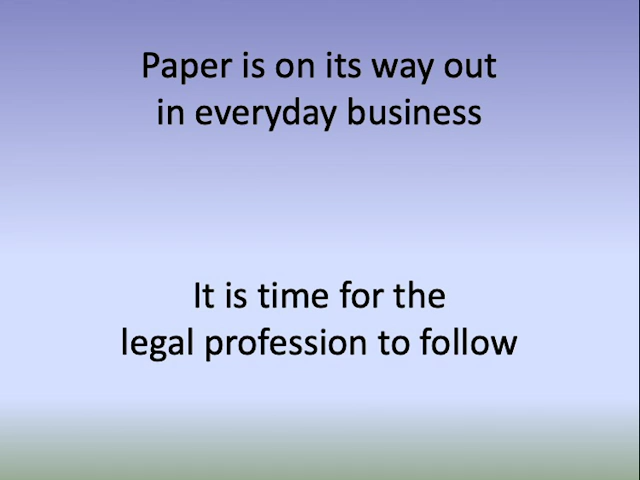 Paper is on its way out
in everyday business
It is time for the
legal profession to follow